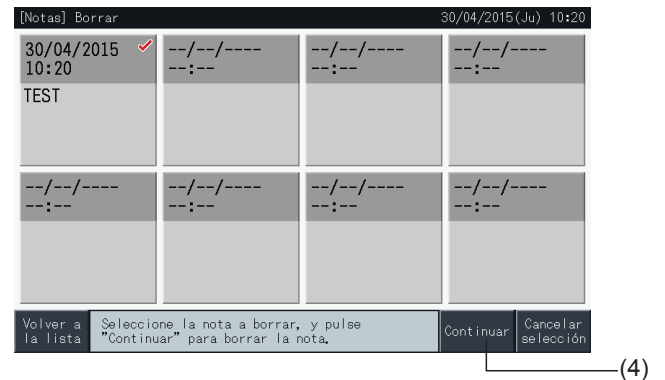 [Notas] Borrar 30/04/2015(Ju) 10:20
30/04/2015 --/--/---- --/--/---- --/--/----
10:20 --:-- --:-- --:--
TEST
--/--/---- --/--/---- --/--/---- --/--/----
--:-- --:-- --:-- --:--
Volver a la lista
Seleccione la nota a borrar, y pulse
"Continuar" para borrar la nota.
Continuar
Cancelar
selección
(4)